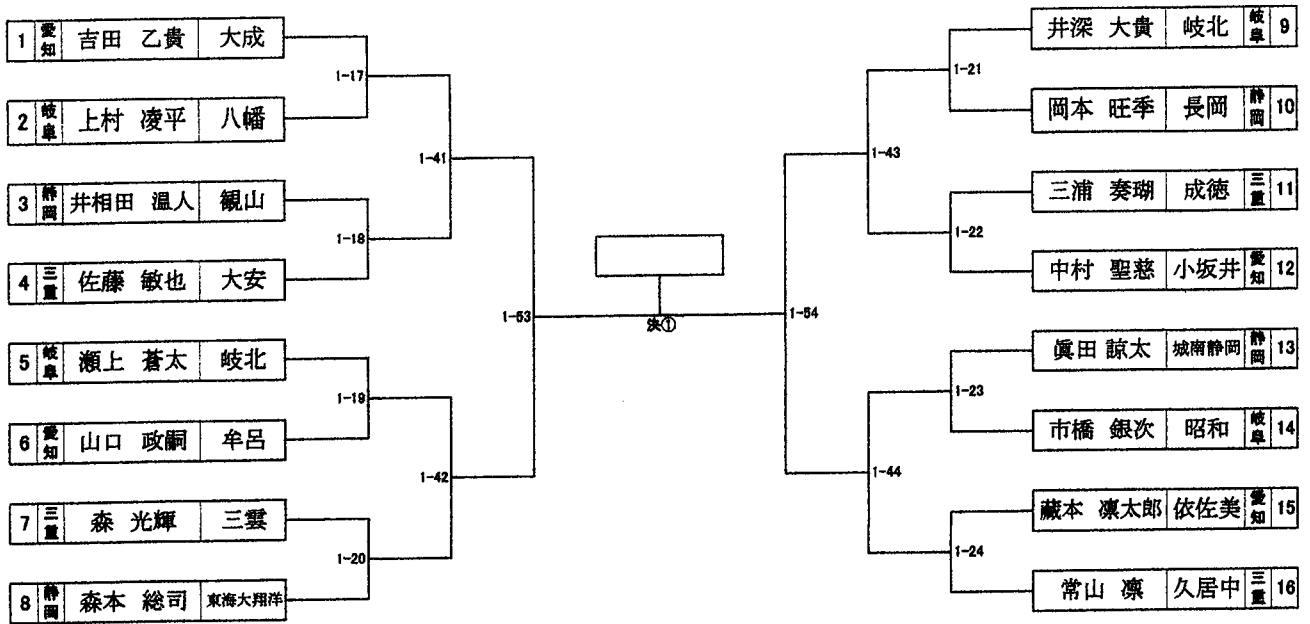 1 愛知 吉田 乙貴 大成
1-17
2 岐阜 上村 凌平 八幡
1-41
3 静岡 井相田 温人 観山
1-18
4 三重 佐藤 敏也 大安
1-53
5 岐阜 瀬上 蒼太 岐北
1-19
6 愛知 山口 政嗣 牟呂
1-42
7 三重 森 光輝 三雲
1-20
8 静岡 森本 総司 東海大翔洋
決①
井深 大貴 岐北 岐阜 9
1-21
岡本 旺季 長岡 静岡 10
1-43
三浦 奏瑚 成徳 三重 11
1-22
中村 聖慈 小坂井 愛知 12
1-54
眞田 諒太 城南静岡 静岡 13
1-23
市橋 銀次 昭和 岐阜 14
1-44
藏本 凛太郎 依佐美 愛知 15
1-24
常山 凛 久居中 三重 16